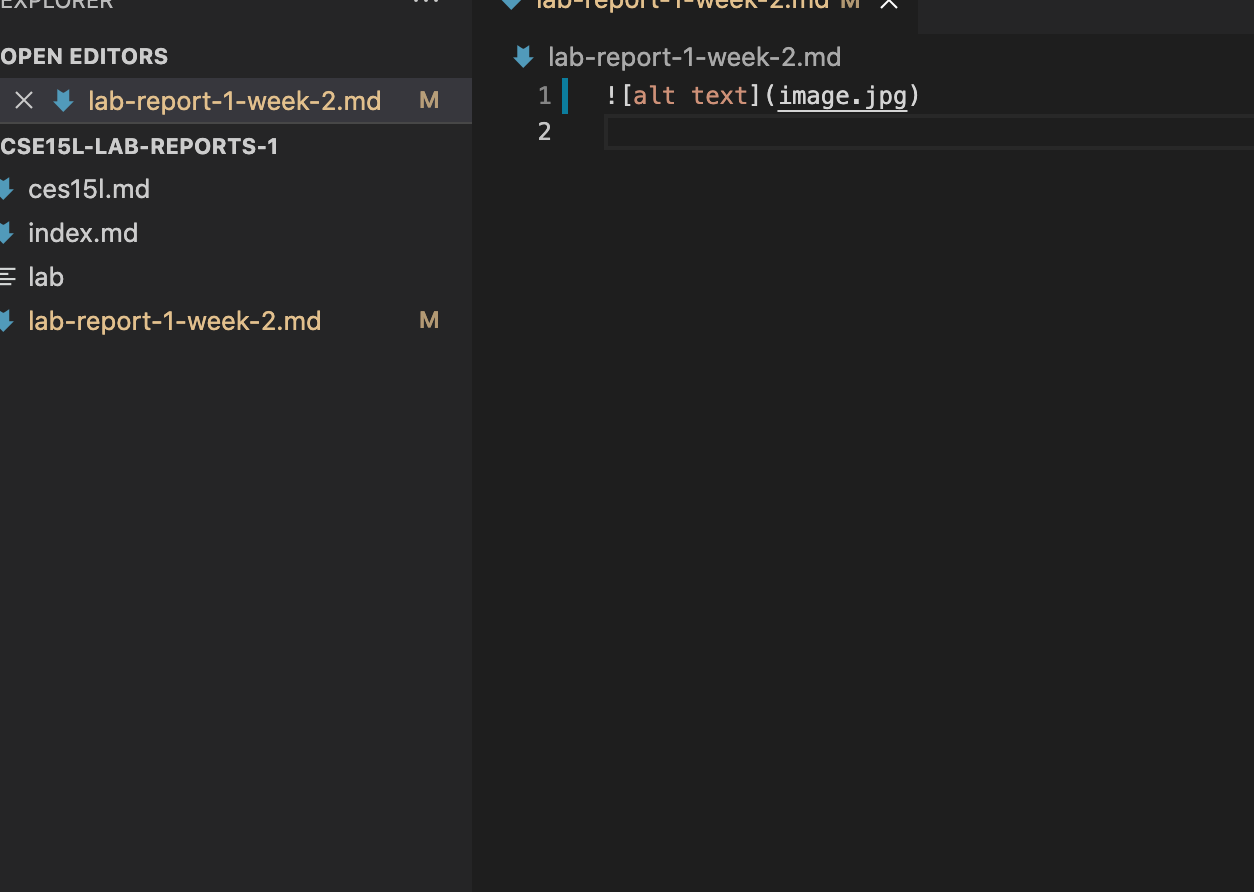 EXPLORER ...
OPEN EDITORS
lab-report-1-week-2.md M
CSE15L-LAB-REPORTS-1
ces15l.md
index.md
lab
lab-report-1-week-2.md M
lab-report-1-week-2.md M
lab-report-1-week-2.md
1 ![alt text](image.jpg)
2